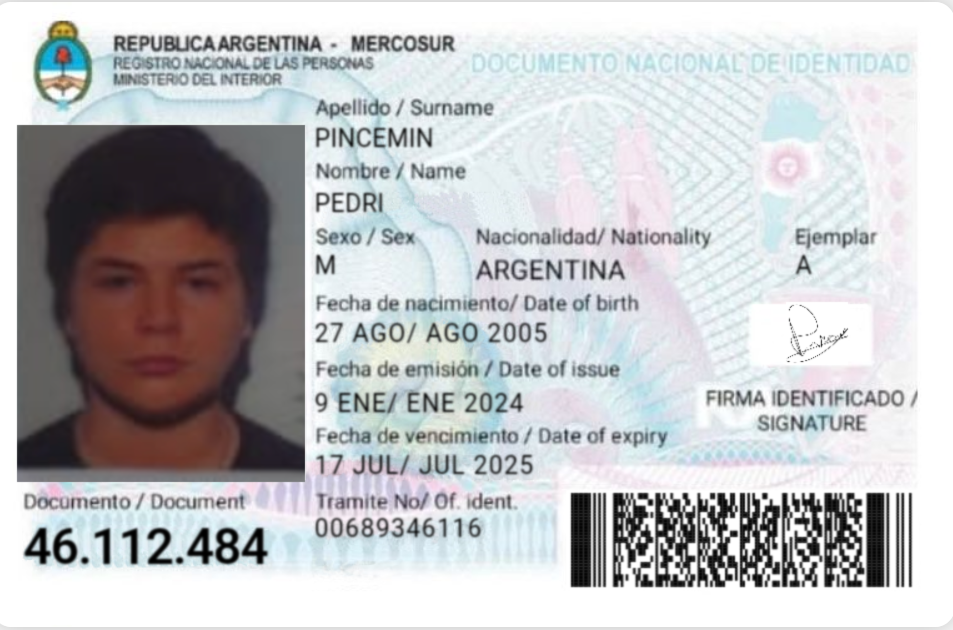 REPUBLICA ARGENTINA - MERCOSUR
REGISTRO NACIONAL DE LAS PERSONAS
MINISTERIO DEL INTERIOR
DOCUMENTO NACIONAL DE IDENTIDAD
Apellido / Surname
PINCEMIN
Nombre / Name
PEDRI
Sexo / Sex
M
Nacionalidad/ Nationality
ARGENTINA
Ejemplar
A
Fecha de nacimiento/ Date of birth
27 AGO/ AGO 2005
Fecha de emisión / Date of issue
9 ENE/ ENE 2024
FIRMA IDENTIFICADO /
SIGNATURE
Fecha de vencimiento / Date of expiry
17 JUL/ JUL 2025
Documento / Document
46.112.484
Tramite No/ Of. ident.
00689346116